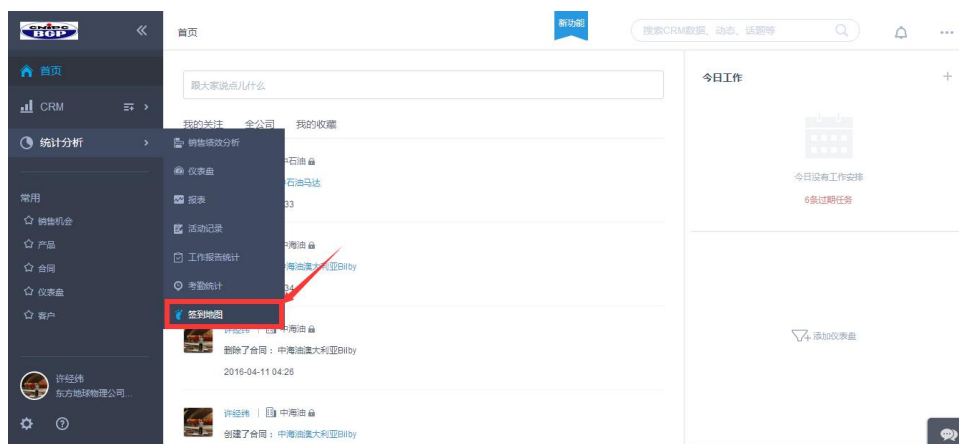 CNPC
BGP
首页
新功能
搜索CRM数据、动态、话题等
首页
CRM
统计分析
常用
销售机会
产品
合同
仪表盘
客户
许经纬
东方地球物理公司...
销售绩效分析
仪表盘
报表
活动记录
工作报告统计
考勤统计
签到地图
跟大家说点儿什么
我的关注 全公司 我的收藏
中石油
石油马达
33
中海油
中海油澳大利亚Bilby
34
许经纬 | 中海油
删除了合同：中海油澳大利亚Bilby
2016-04-11 04:26
许经纬 | 中海油
创建了合同：中海油澳大利亚Bilby
今日工作
今日没有工作安排
6条过期任务
添加仪表盘